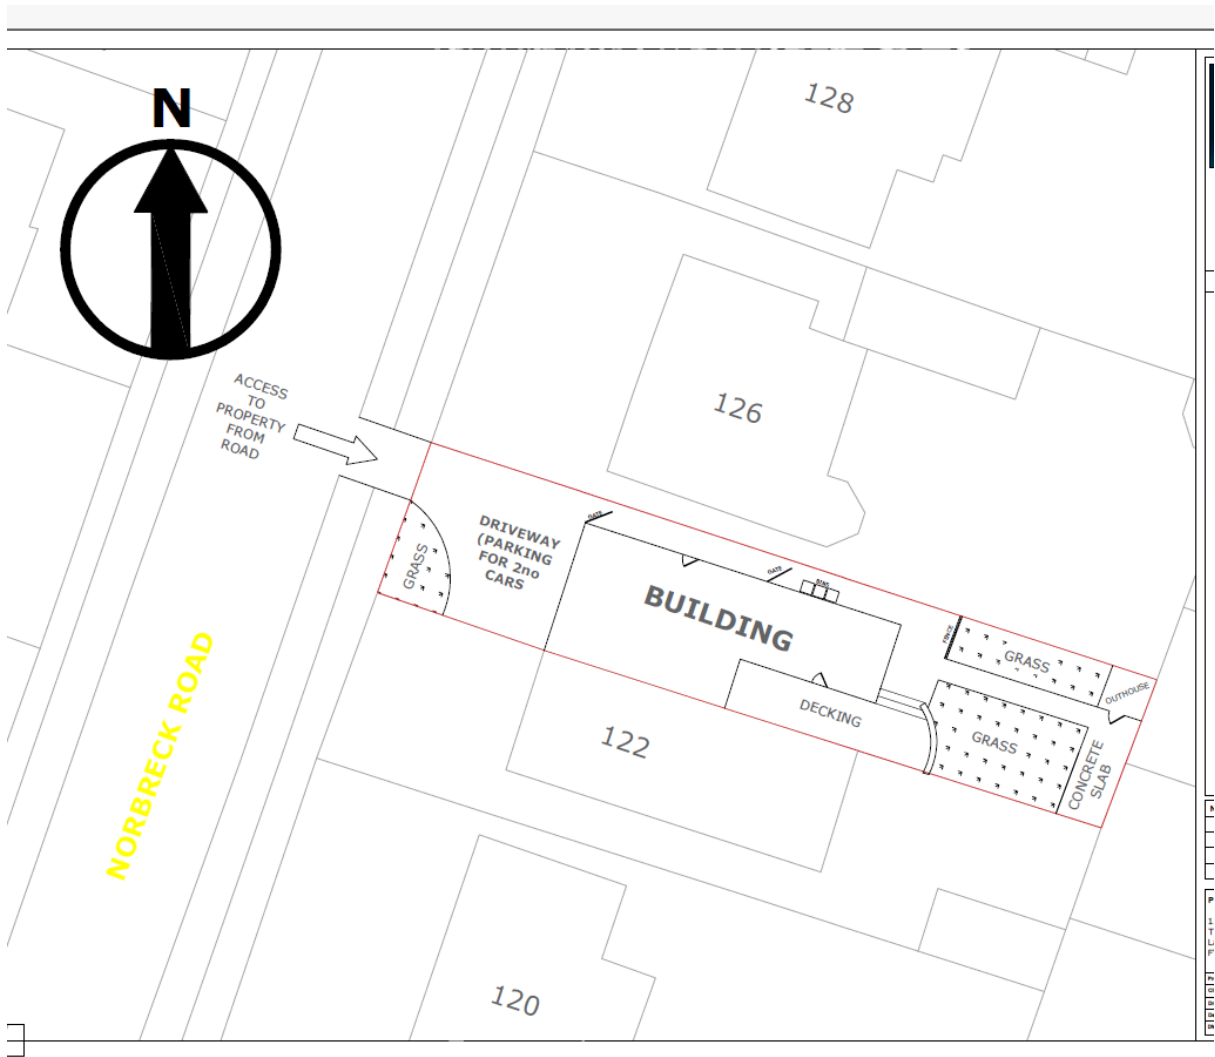 N
128
126
ACCESS
TO
PROPERTY
FROM
ROAD
DRIVEWAY
(PARKING
FOR 2no
CARS
GRASS
GATE
GATE
BINS
BUILDING
FENCE
GRASS
OUTHOUSE
DECKING
GRASS
CONCRETE
SLAB
122
NORBRECK ROAD
120